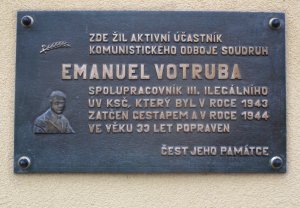 ZDE ŽIL AKTIVNÍ ÚČASTNÍK
KOMUNISTICKÉHO ODBOJE SOUDRUH
EMANUEL VOTRUBA
SPOLUPRACOVNÍK III. ILEGÁLNÍHO
ÚV KSČ, KTERÝ BYL V ROCE 1943
ZATČEN GESTAPEM A V ROCE 1944
VE VĚKU 33 LET POPRAVEN
ČEST JEHO PAMÁTCE